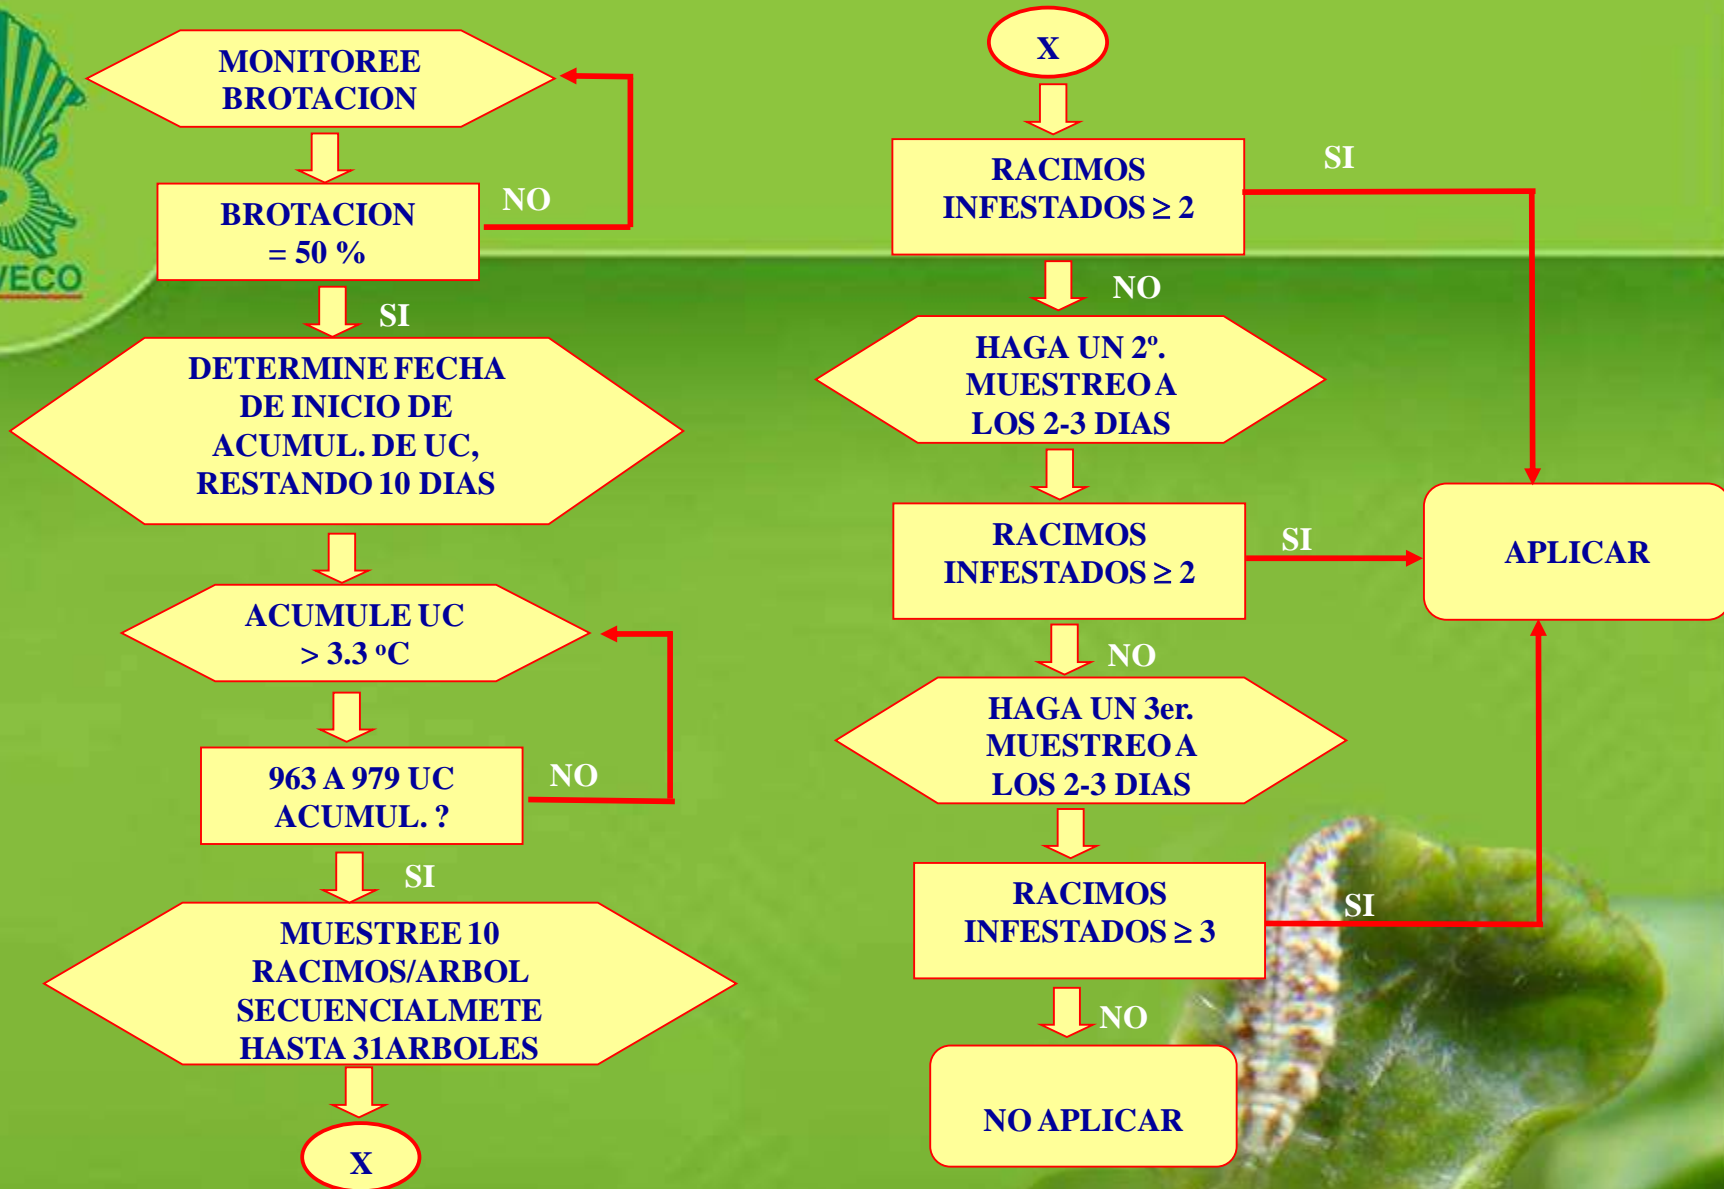 VECO
MONITOREE
BROTACION
BROTACION
= 50 %
NO
SI
DETERMINE FECHA
DE INICIO DE
ACUMUL. DE UC,
RESTANDO 10 DIAS
ACUMULE UC
> 3.3 ºC
963 A 979 UC
ACUMUL. ?
NO
SI
MUESTREE 10
RACIMOS/ARBOL
SECUENCIALMETE
HASTA 31ARBOLES
X
X
RACIMOS
INFESTADOS ≥ 2
SI
NO
HAGA UN 2º.
MUESTREO A
LOS 2-3 DIAS
RACIMOS
INFESTADOS ≥ 2
SI
APLICAR
NO
HAGA UN 3er.
MUESTREO A
LOS 2-3 DIAS
RACIMOS
INFESTADOS ≥ 3
SI
NO
NO APLICAR